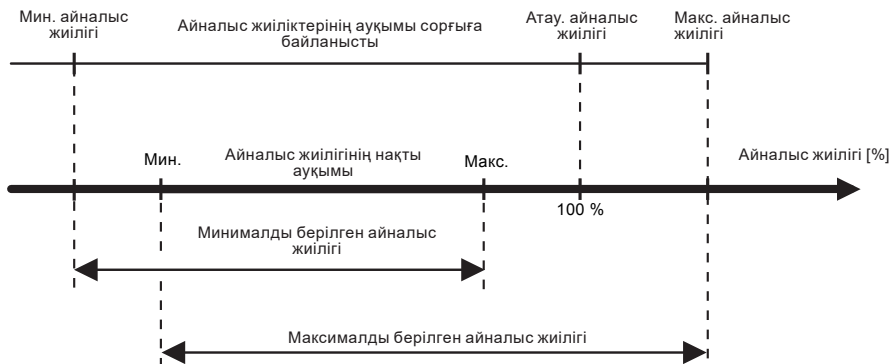 Мин. айналыс
жиілігі
Айналыс жиіліктерінің ауқымы сорғыға
байланысты
Атау. айналыс
жиілігі
Макс. айналыс
жиілігі
Мин.
Айналыс жиілігінің нақты
ауқымы
Макс.
Айналыс жиілігі [%]
100 %
Минималды берілген айналыс
жиілігі
Максималды берілген айналыс жиілігі